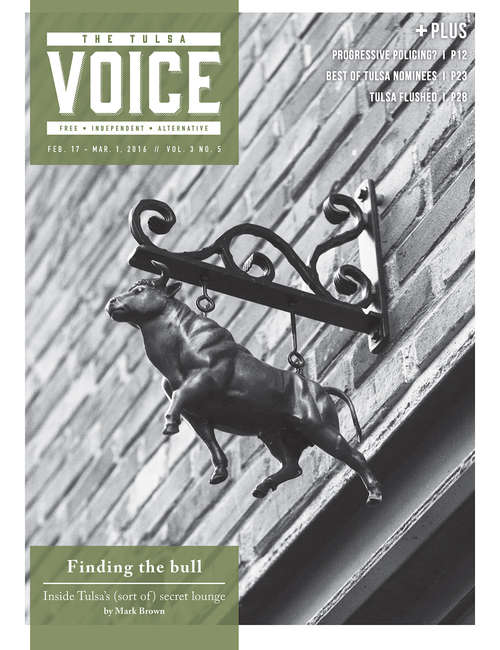 THE TULSA
VOICE
FREE • INDEPENDENT • ALTERNATIVE
FEB. 17 - MAR. 1, 2016 // VOL. 3 NO. 5
+ PLUS
PROGRESSIVE POLICING? | P12
BEST OF TULSA NOMINEES | P23
TULSA FLUSHED | P28
Finding the bull
Inside Tulsa's (sort of) secret lounge
by Mark Brown